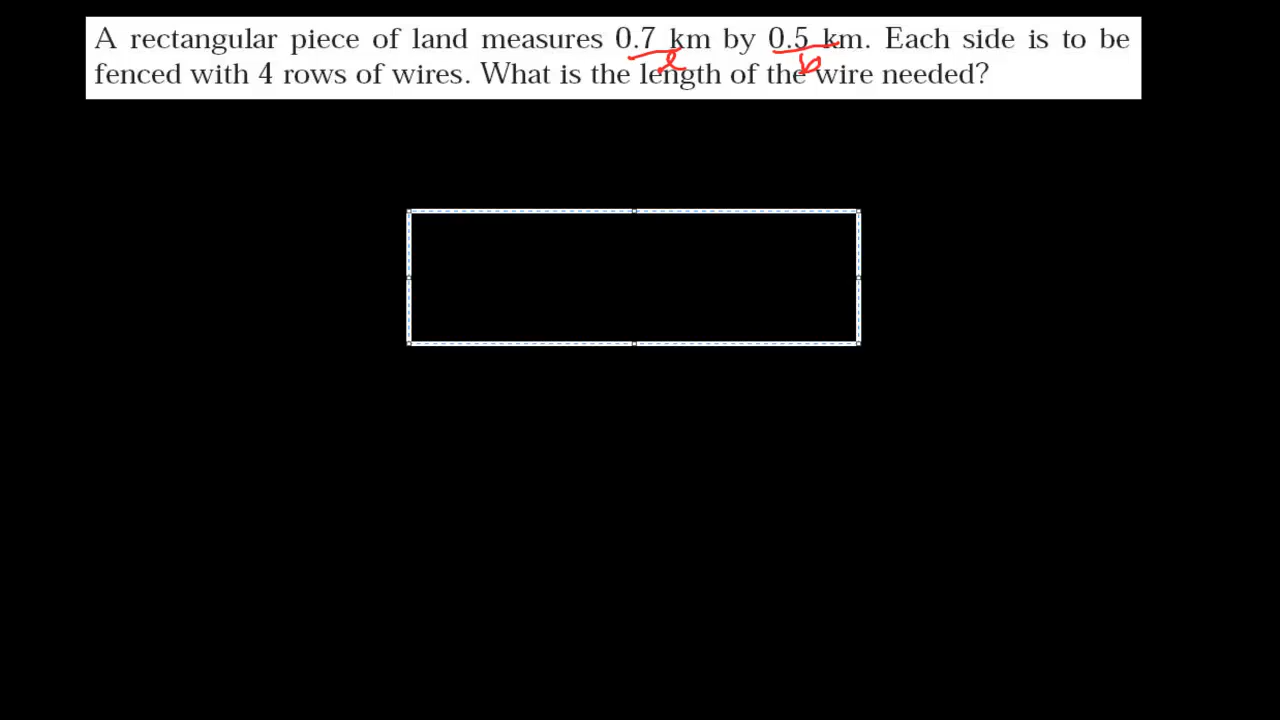 A rectangular piece of land measures 0.7 km by 0.5 km. Each side is to be
l b
fenced with 4 rows of wires. What is the length of the wire needed?